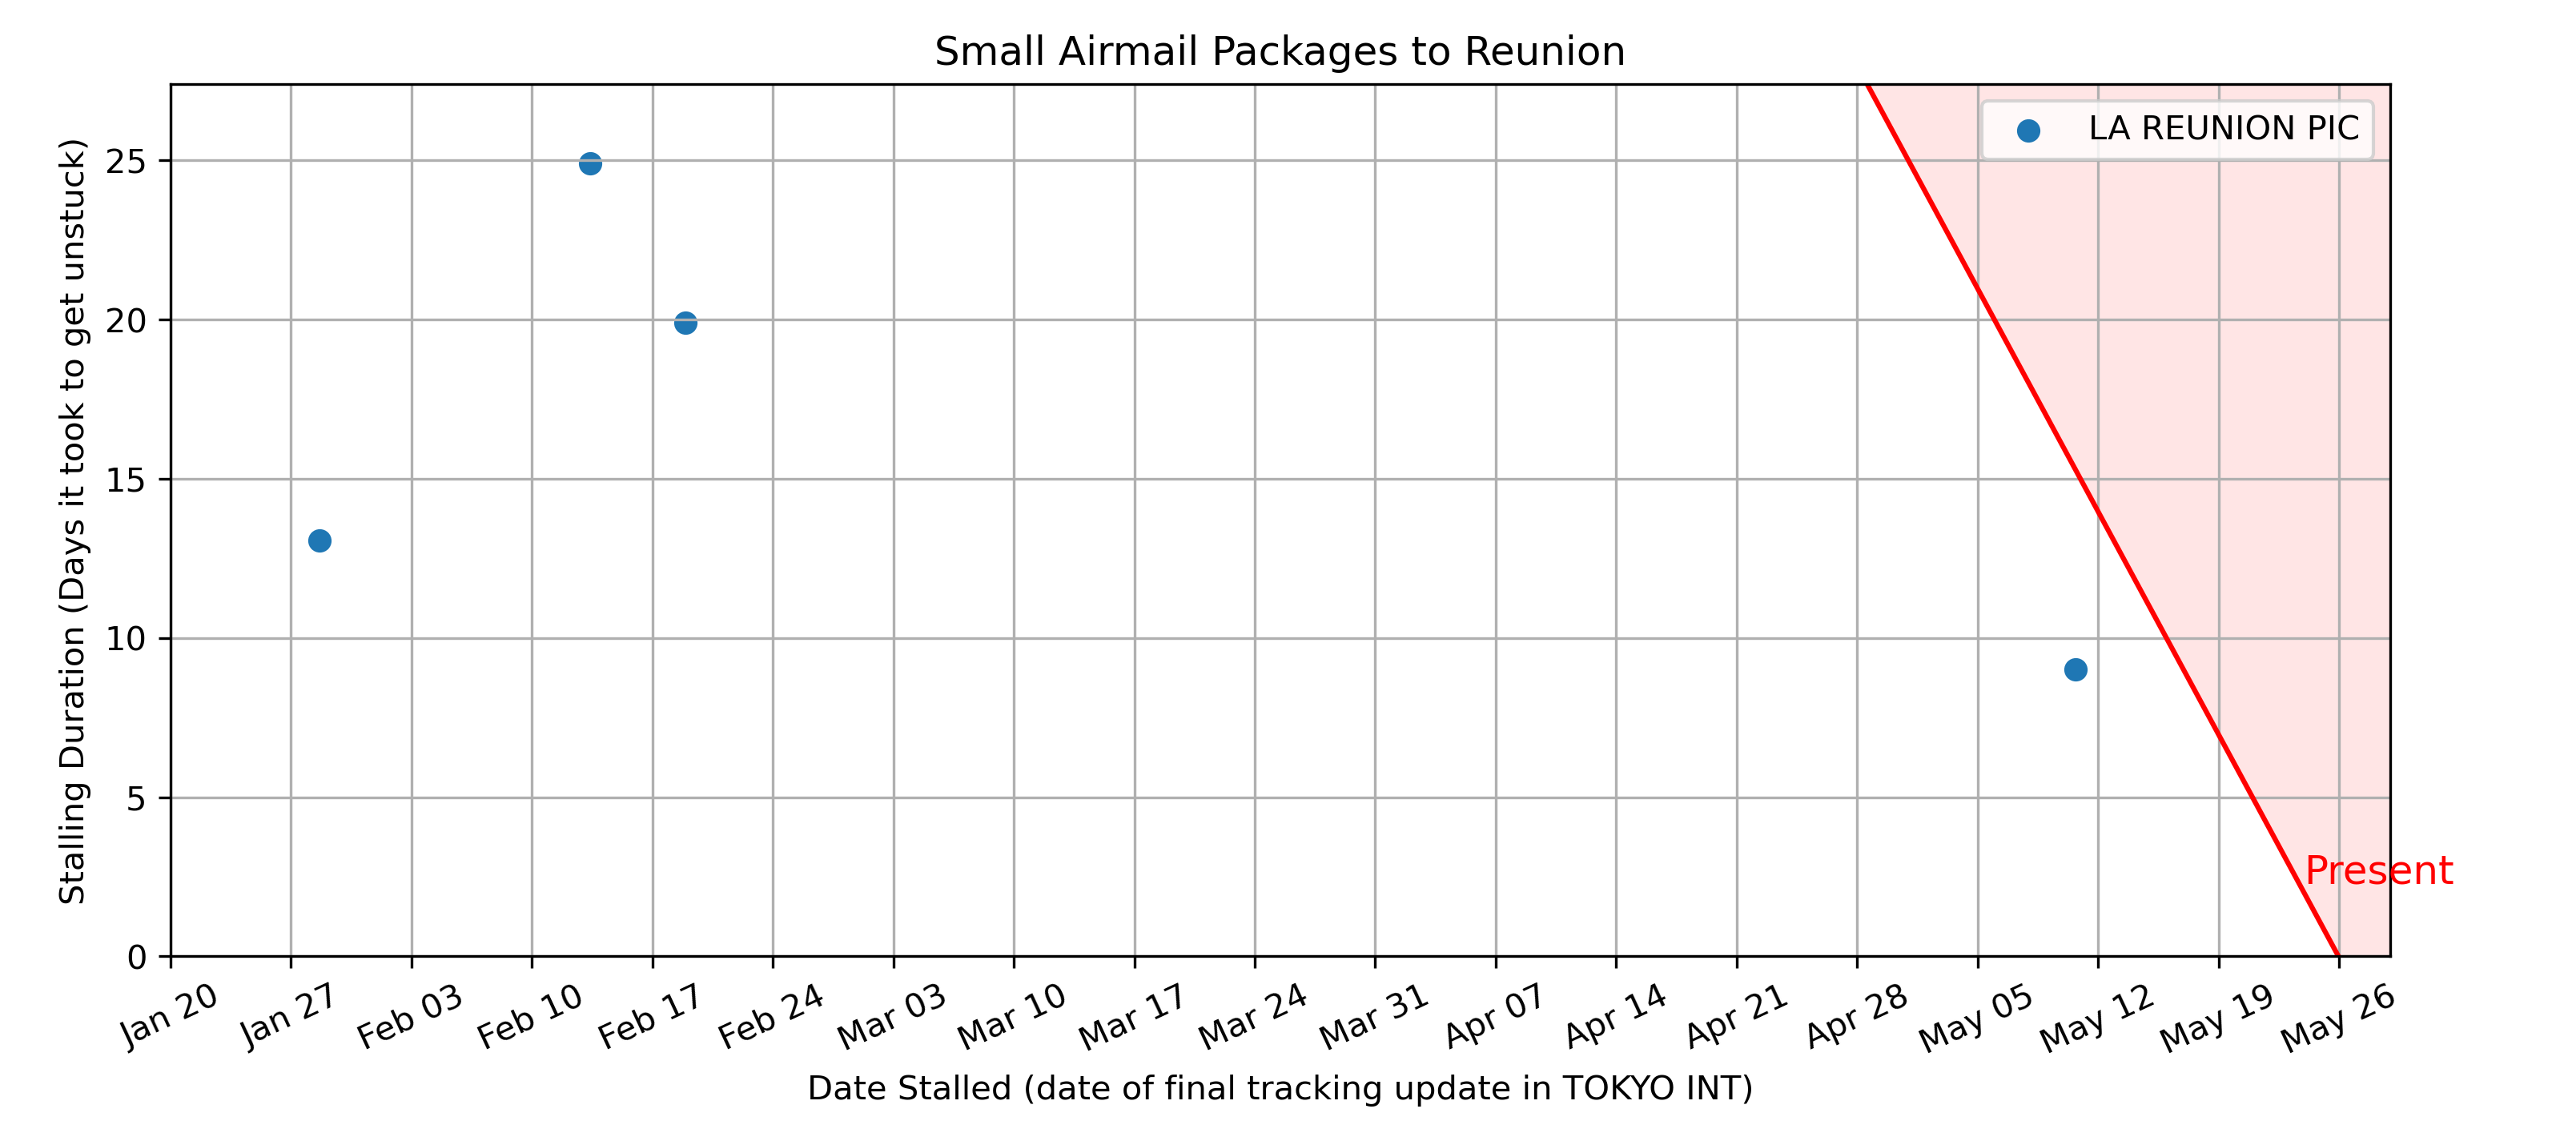 Small Airmail Packages to Reunion
LA REUNION PIC
Stalling Duration (Days it took to get unstuck)
25
20
15
10
5
0
Present
Jan 20 Jan 27 Feb 03 Feb 10 Feb 17 Feb 24 Mar 03 Mar 10 Mar 17 Mar 24 Mar 31 Apr 07 Apr 14 Apr 21 Apr 28 May 05 May 12 May 19 May 26
Date Stalled (date of final tracking update in TOKYO INT)